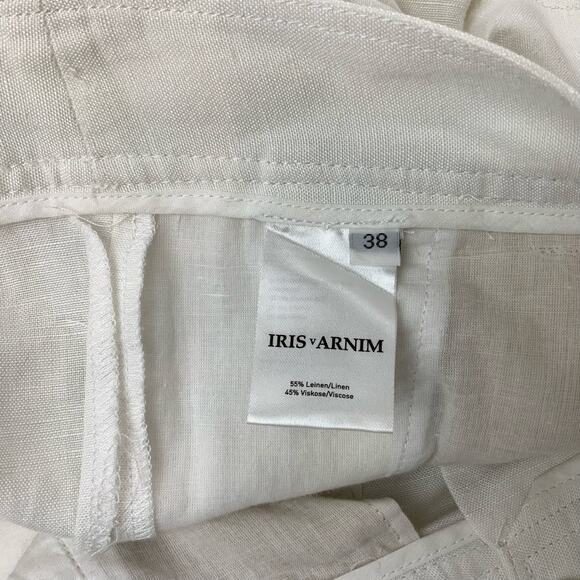 38
IRIS v ARNIM
55% Leinen/Linen
45% Viskose/Viscose